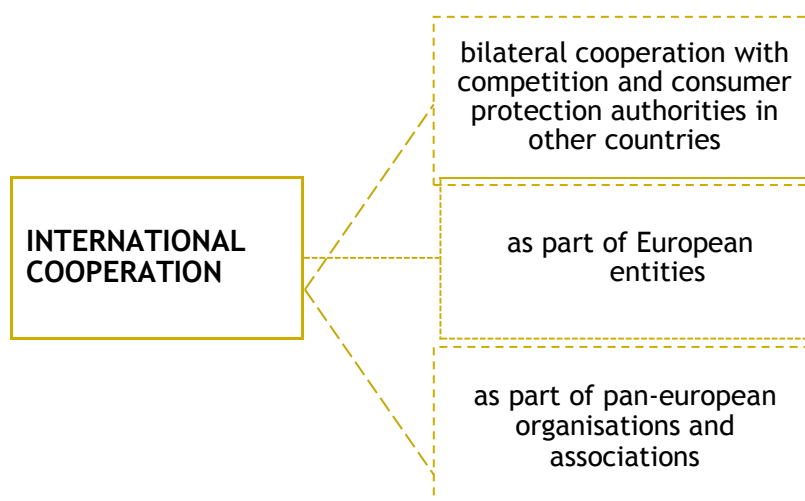 bilateral cooperation with
competition and consumer
protection authorities in
other countries
INTERNATIONAL
COOPERATION
as part of European
entities
as part of pan-european
organisations and
associations